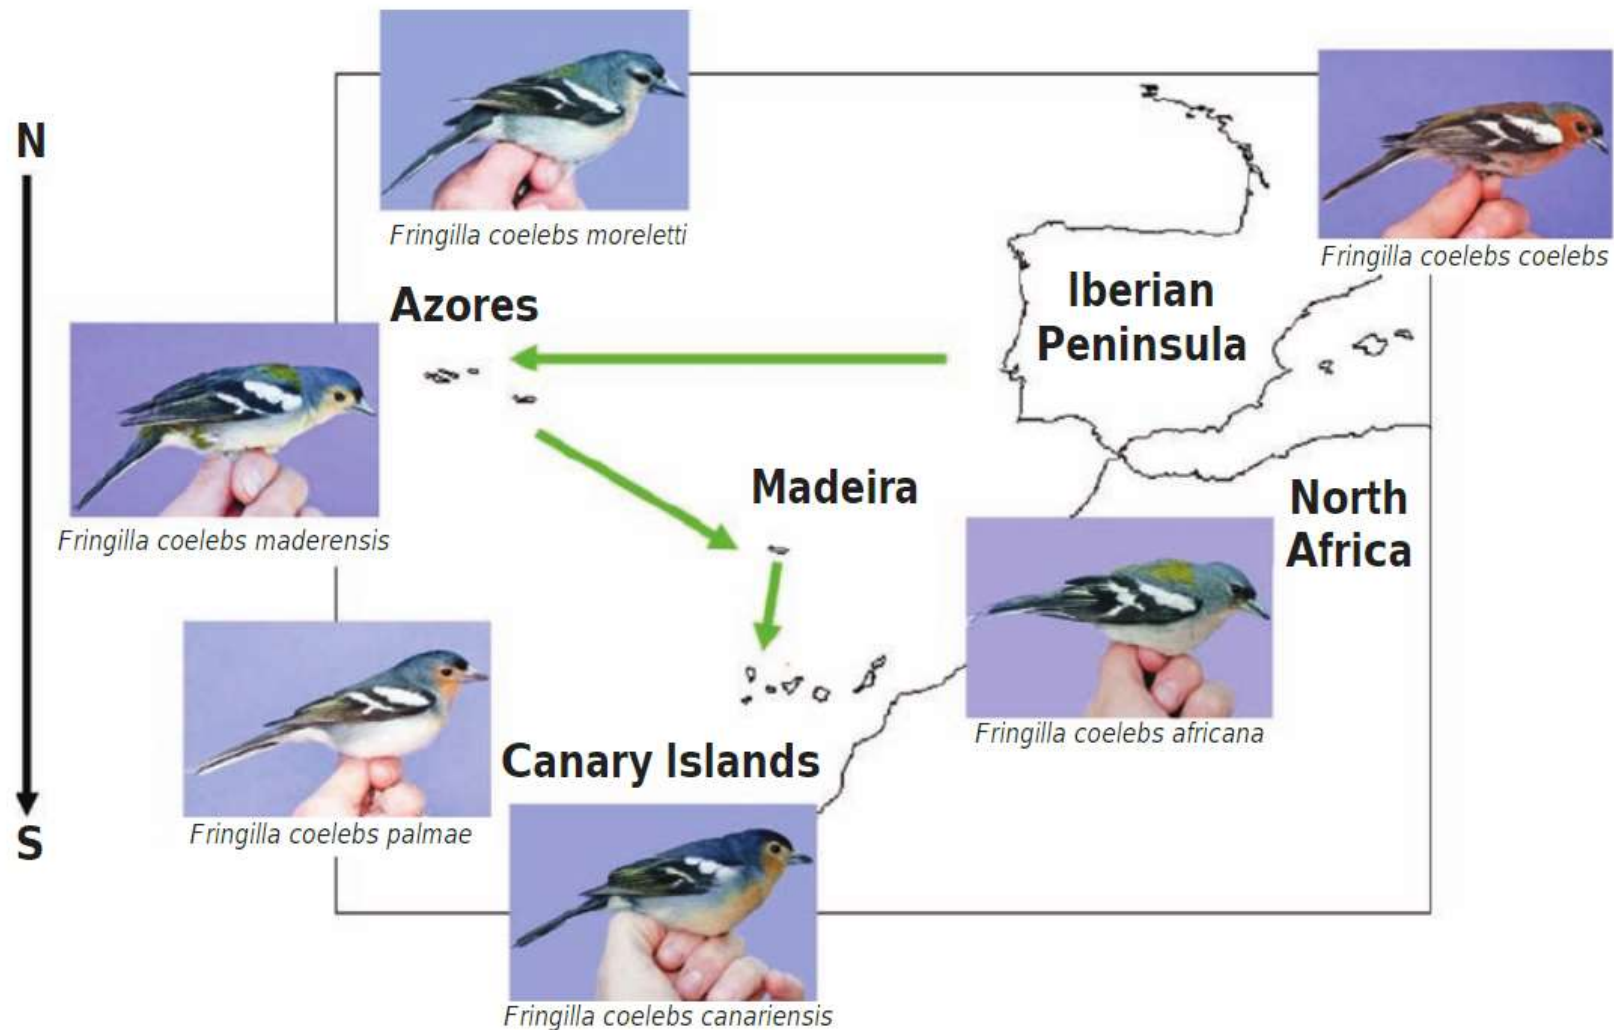 N
Fringilla coelebs moreletti
Fringilla coelebs coelebs
Azores
Iberian
Peninsula
Madeira
North
Africa
Fringilla coelebs maderensis
Fringilla coelebs africana
Canary Islands
Fringilla coelebs palmae
S
Fringilla coelebs canariensis